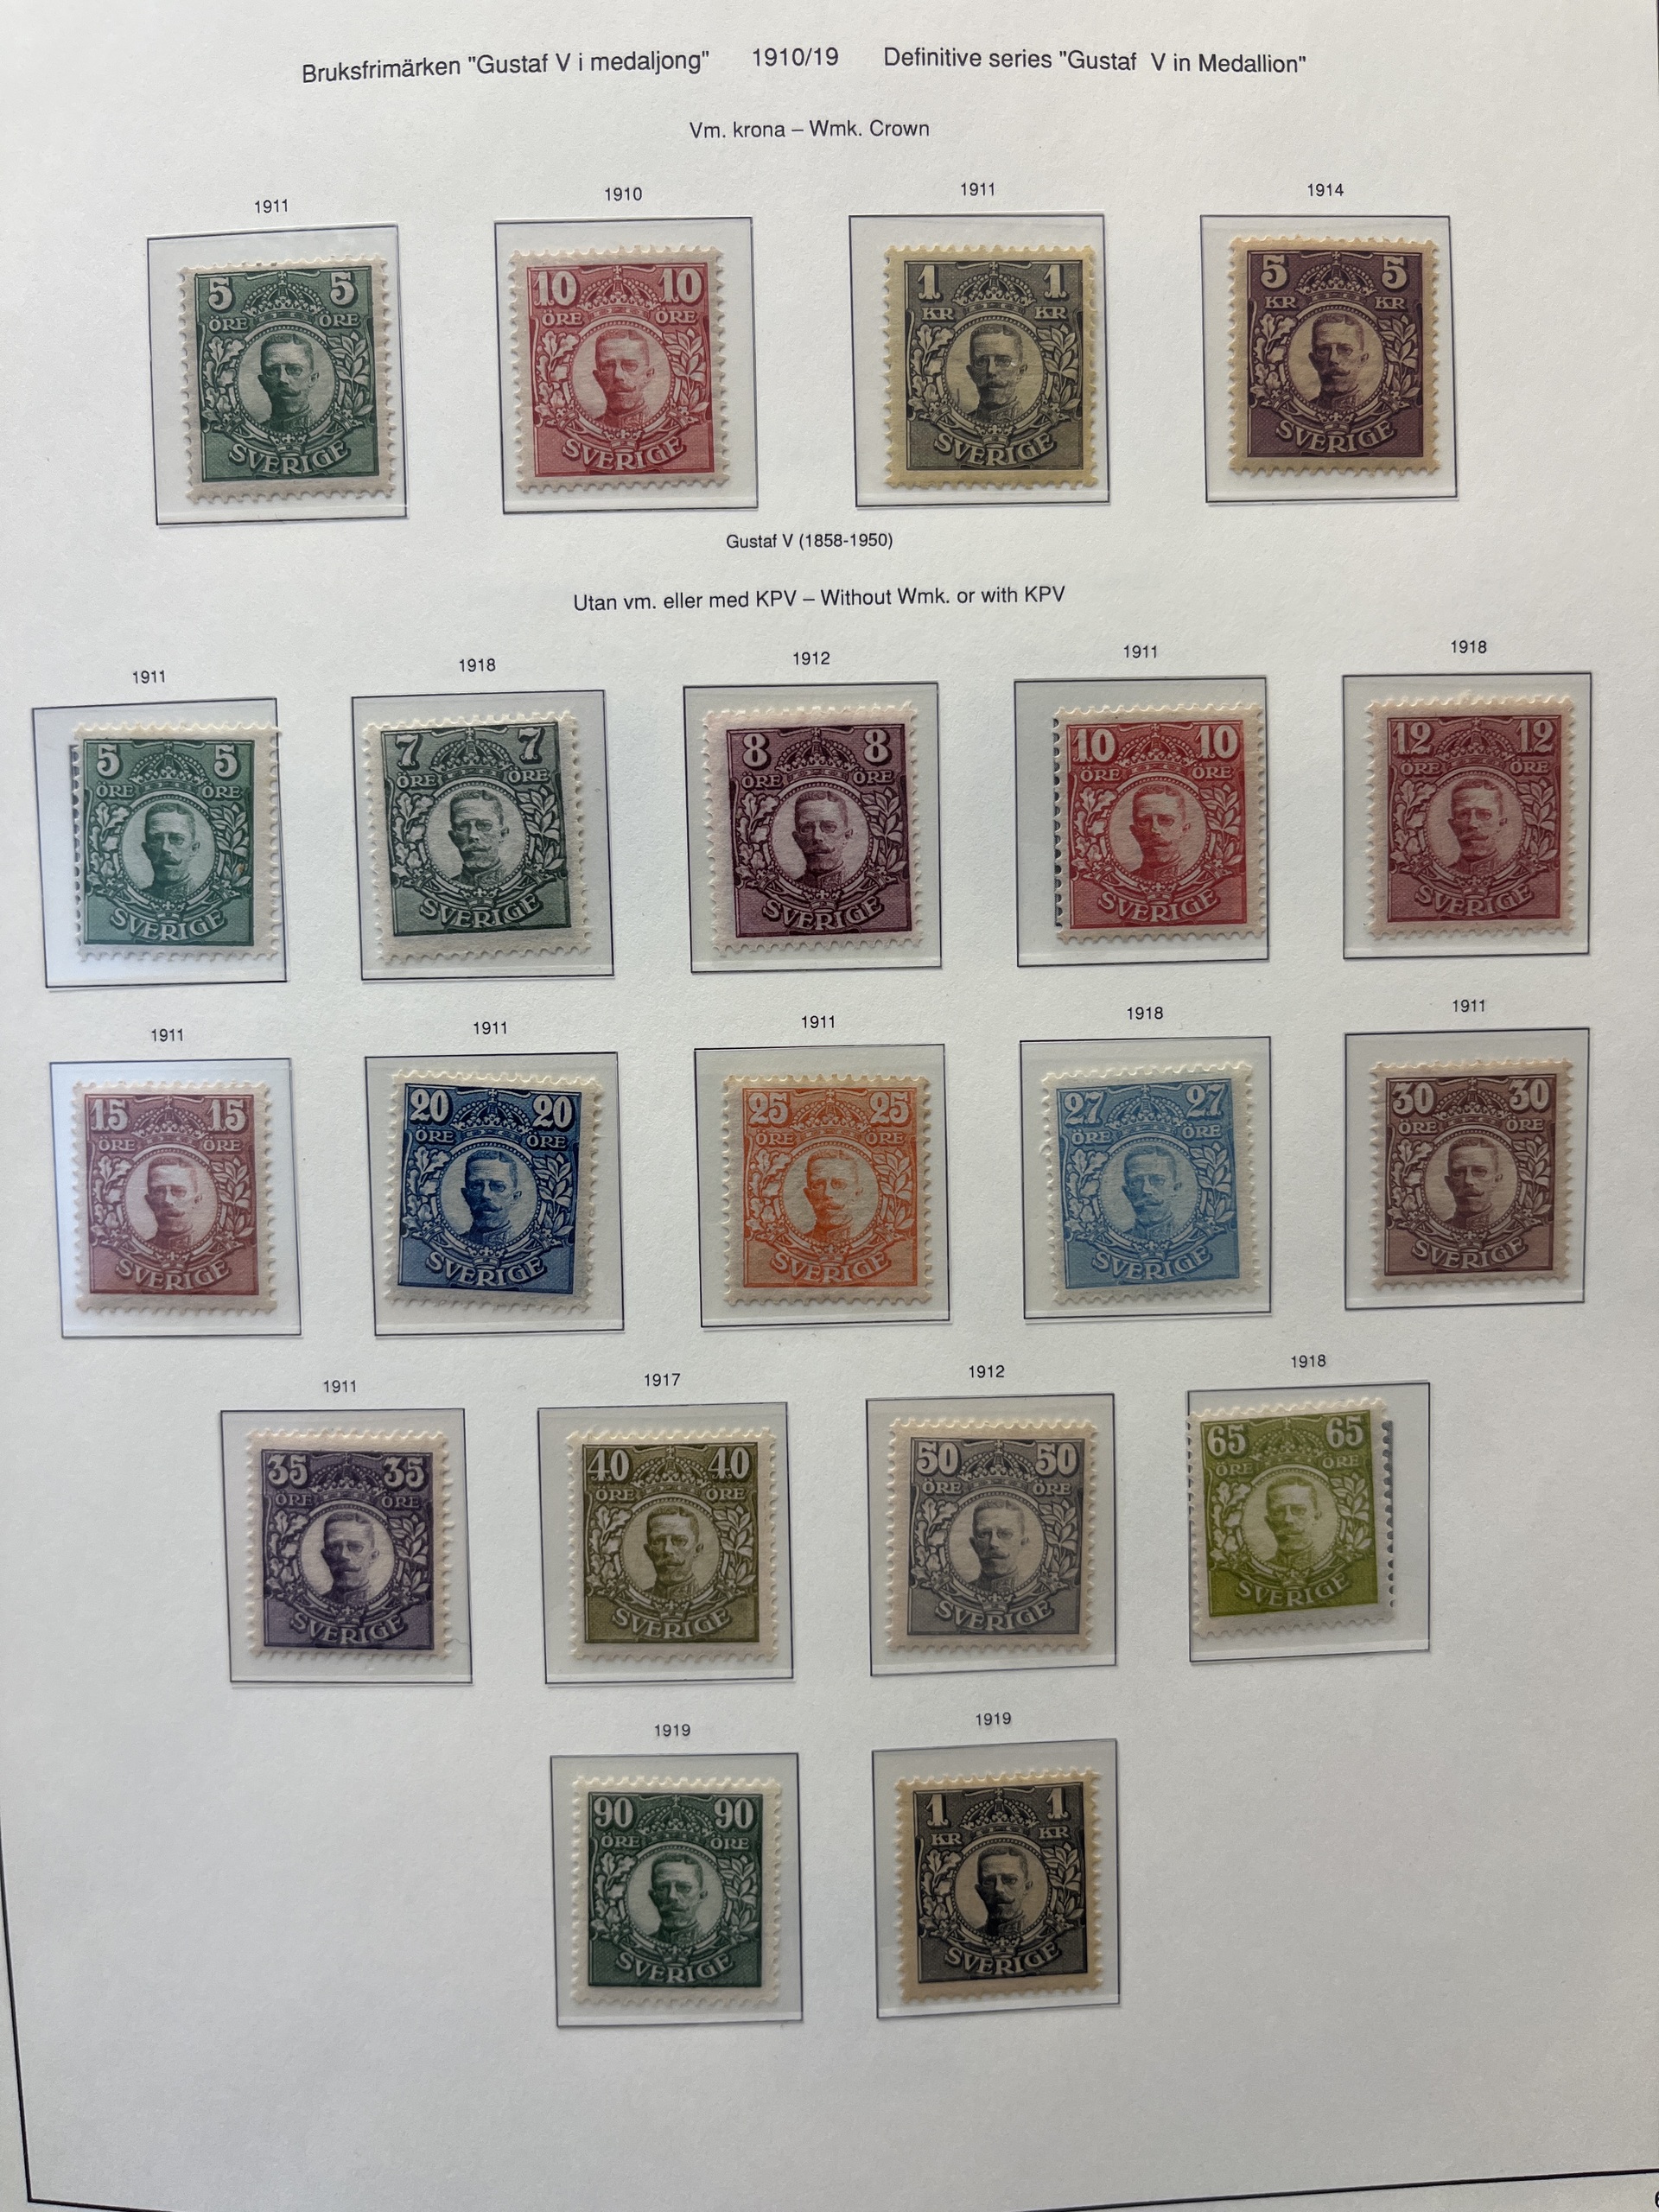 Bruksfrimärken "Gustaf V i medaljong" 1910/19 Definitive series "Gustaf V in Medallion"
Vm. krona – Wmk. Crown
1911 1910 1911 1914
5 5 10 10 1 1 5 5
ÖRE ÖRE ÖRE ÖRE KR KR KR KR
SVERIGE SVERIGE SVERIGE SVERIGE
Gustaf V (1858-1950)
Utan vm. eller med KPV – Without Wmk. or with KPV
1911 1918 1912 1911 1918
5 5 7 7 8 8 10 10 12 12
ÖRE ÖRE ÖRE ÖRE ÖRE ÖRE ÖRE ÖRE ÖRE ÖRE
SVERIGE SVERIGE SVERIGE SVERIGE SVERIGE
1911 1911 1911 1918 1911
15 15 20 20 25 25 27 27 30 30
ÖRE ÖRE ÖRE ÖRE ÖRE ÖRE ÖRE ÖRE ÖRE ÖRE
SVERIGE SVERIGE SVERIGE SVERIGE SVERIGE
1911 1917 1912 1918
35 35 40 40 50 50 65 65
ÖRE ÖRE ÖRE ÖRE ÖRE ÖRE ÖRE ÖRE
SVERIGE SVERIGE SVERIGE SVERIGE
1919 1919
90 90 1 1
ÖRE ÖRE KR KR
SVERIGE SVERIGE